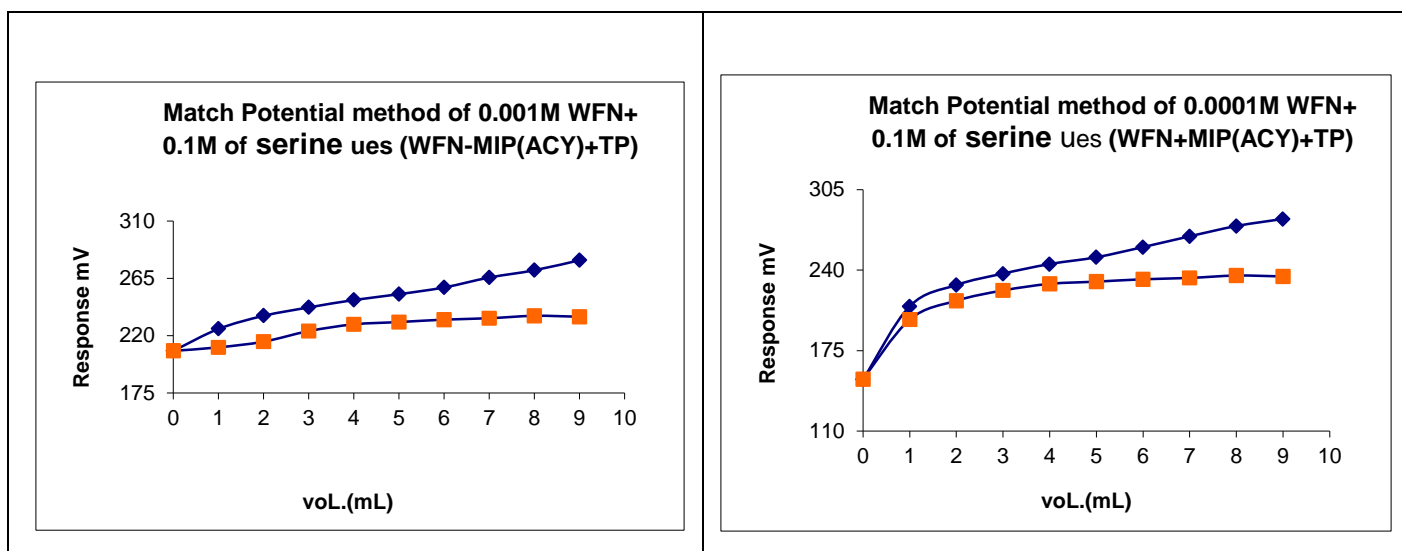 Match Potential method of 0.001M WFN+
0.1M of serine ues (WFN-MIP(ACY)+TP)
310
265
220
175
Response mV
0 1 2 3 4 5 6 7 8 9 10
voL.(mL)
Match Potential method of 0.0001M WFN+
0.1M of serine ues (WFN+MIP(ACY)+TP)
305
240
175
110
Response mV
0 1 2 3 4 5 6 7 8 9 10
voL.(mL)